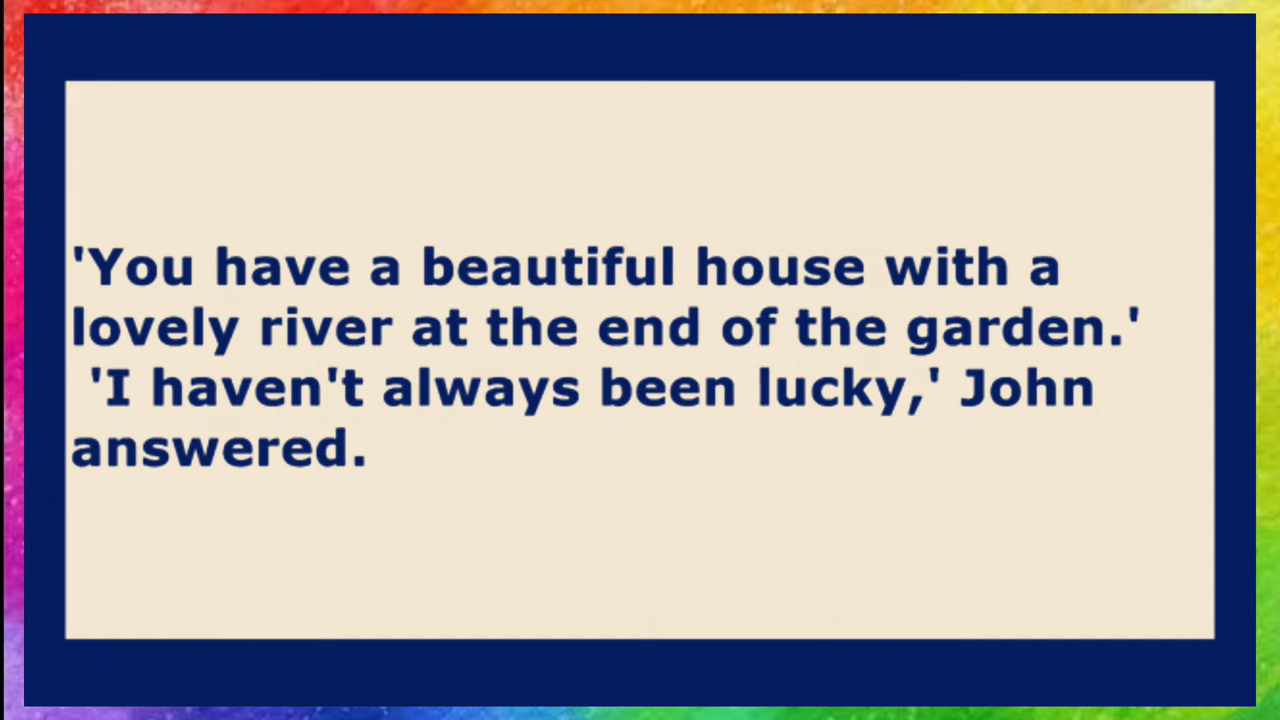 'You have a beautiful house with a
lovely river at the end of the garden.'
'I haven't always been lucky,' John
answered.